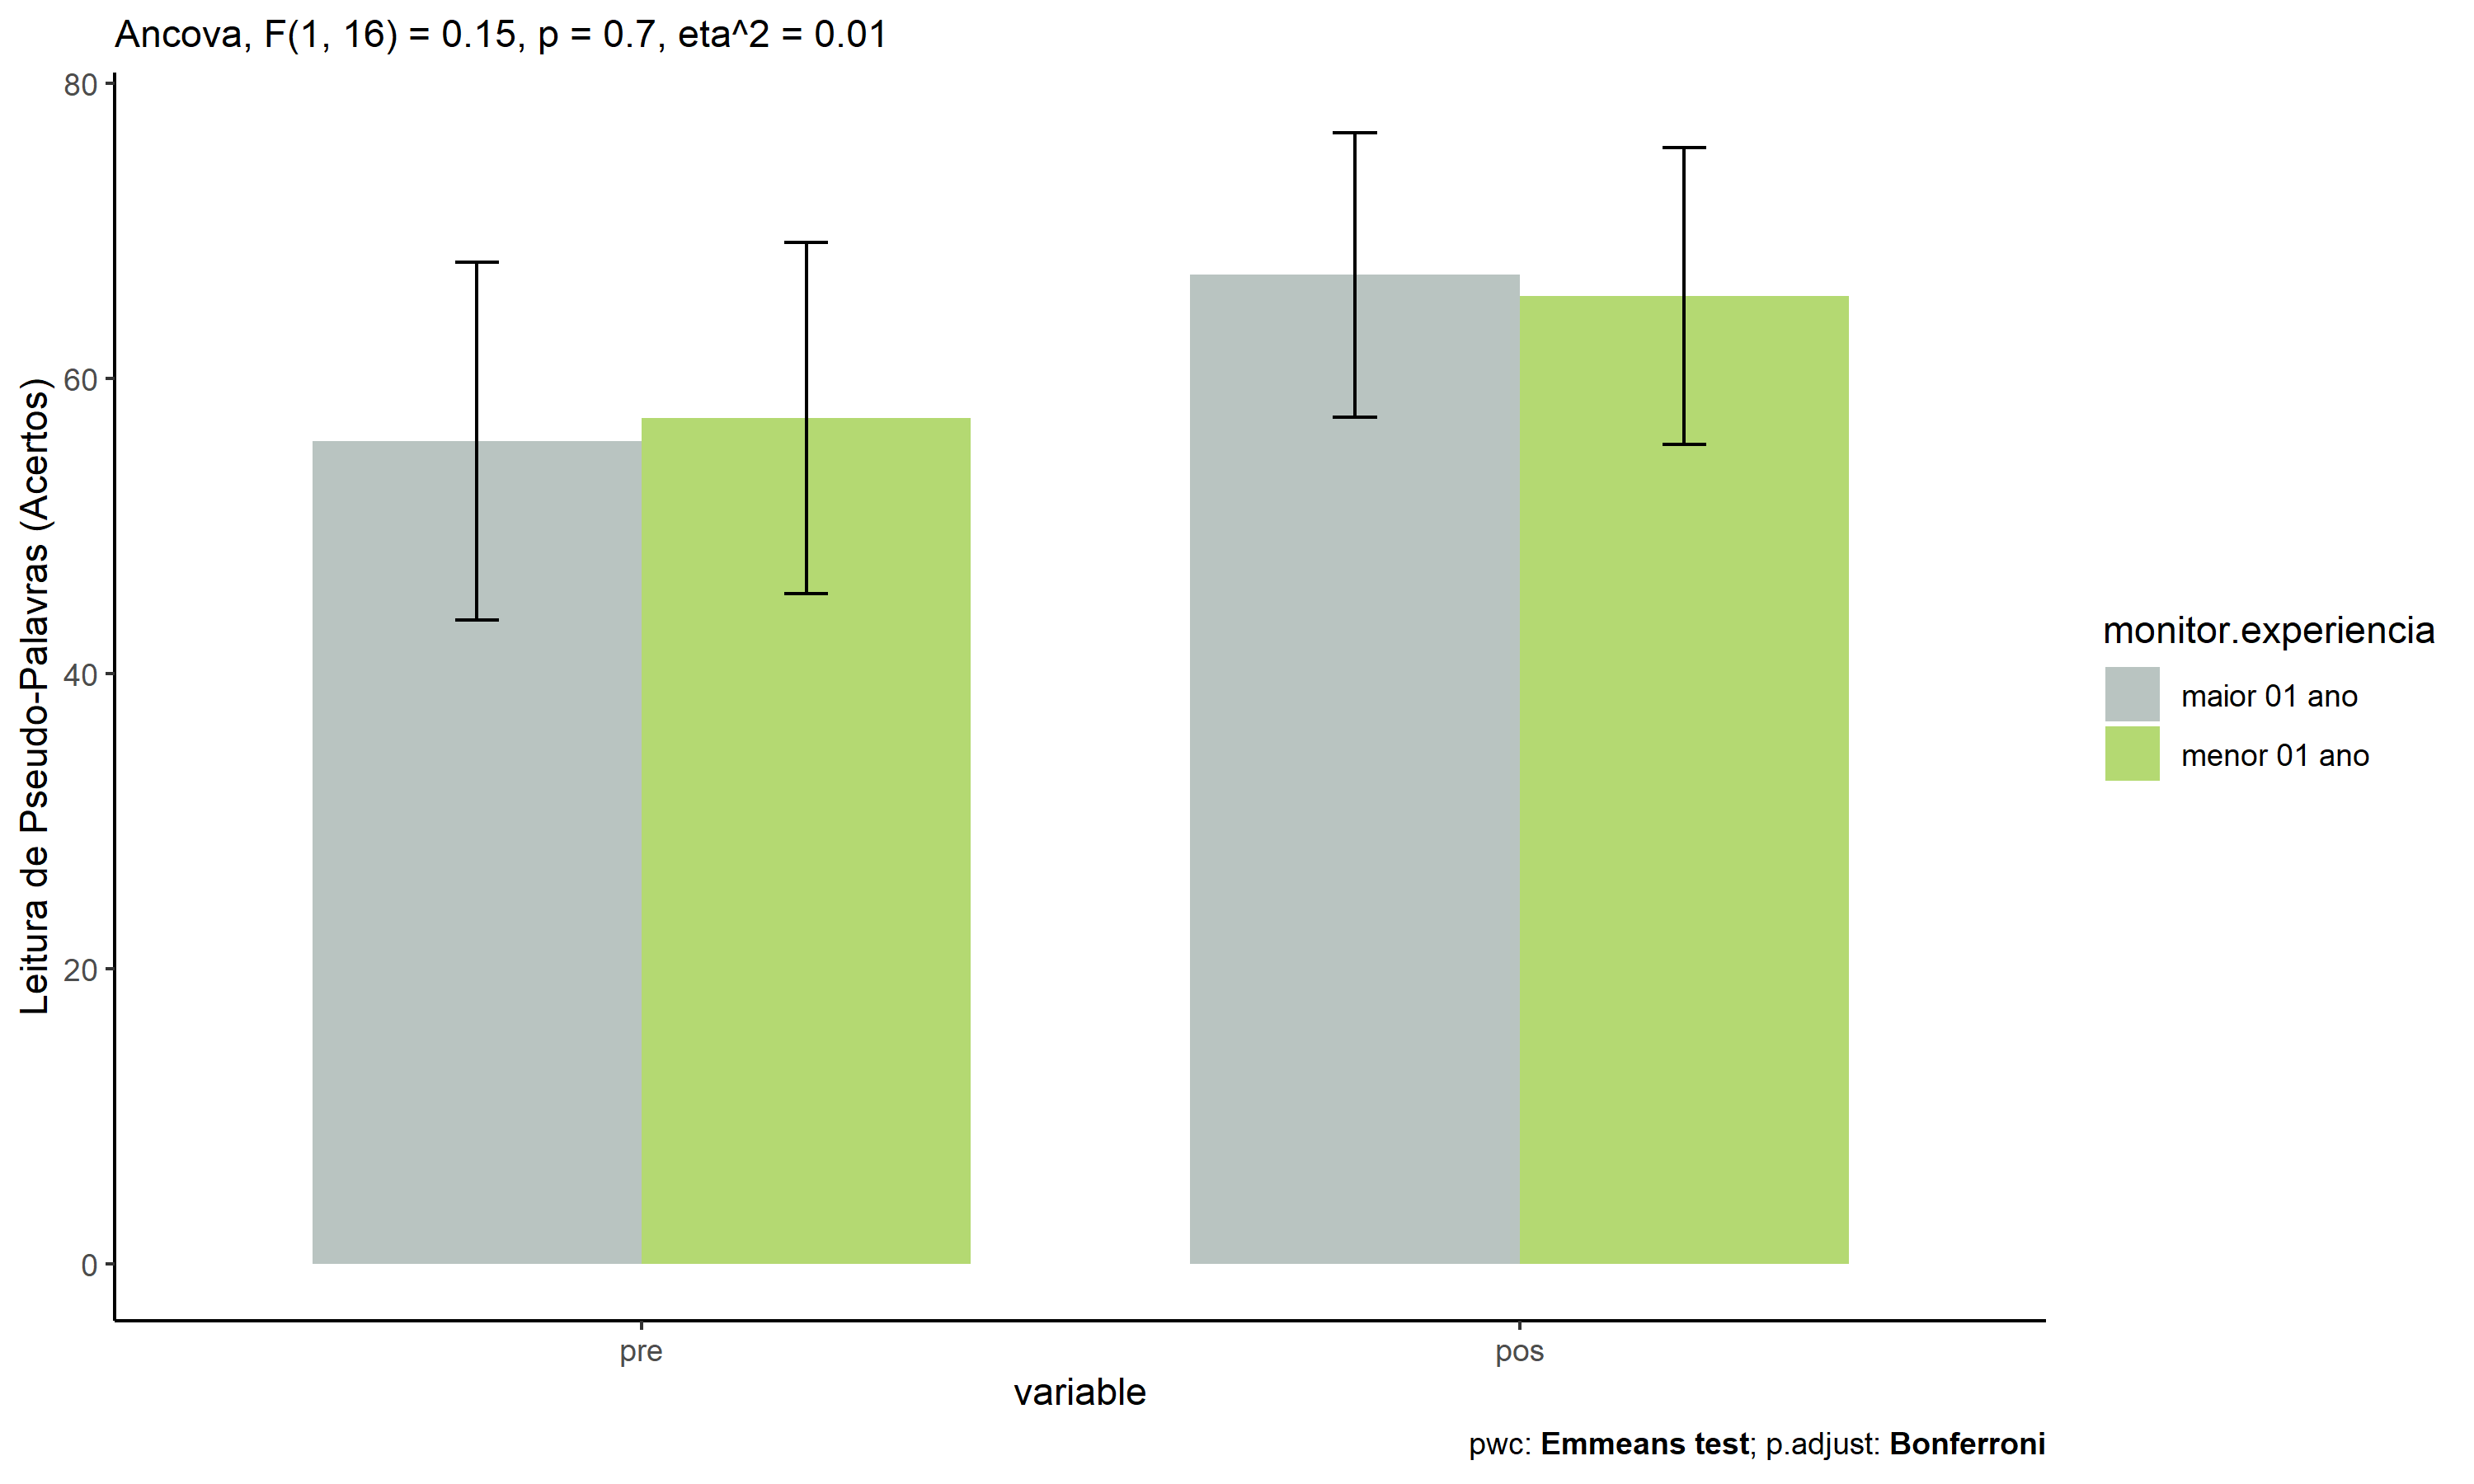 Ancova, F(1, 16) = 0.15, p = 0.7, eta^2 = 0.01
Leitura de Pseudo-Palavras (Acertos)
80
60
40
20
0
pre
pos
variable
monitor.experiencia
maior 01 ano
menor 01 ano
pwc: Emmeans test; p.adjust: Bonferroni